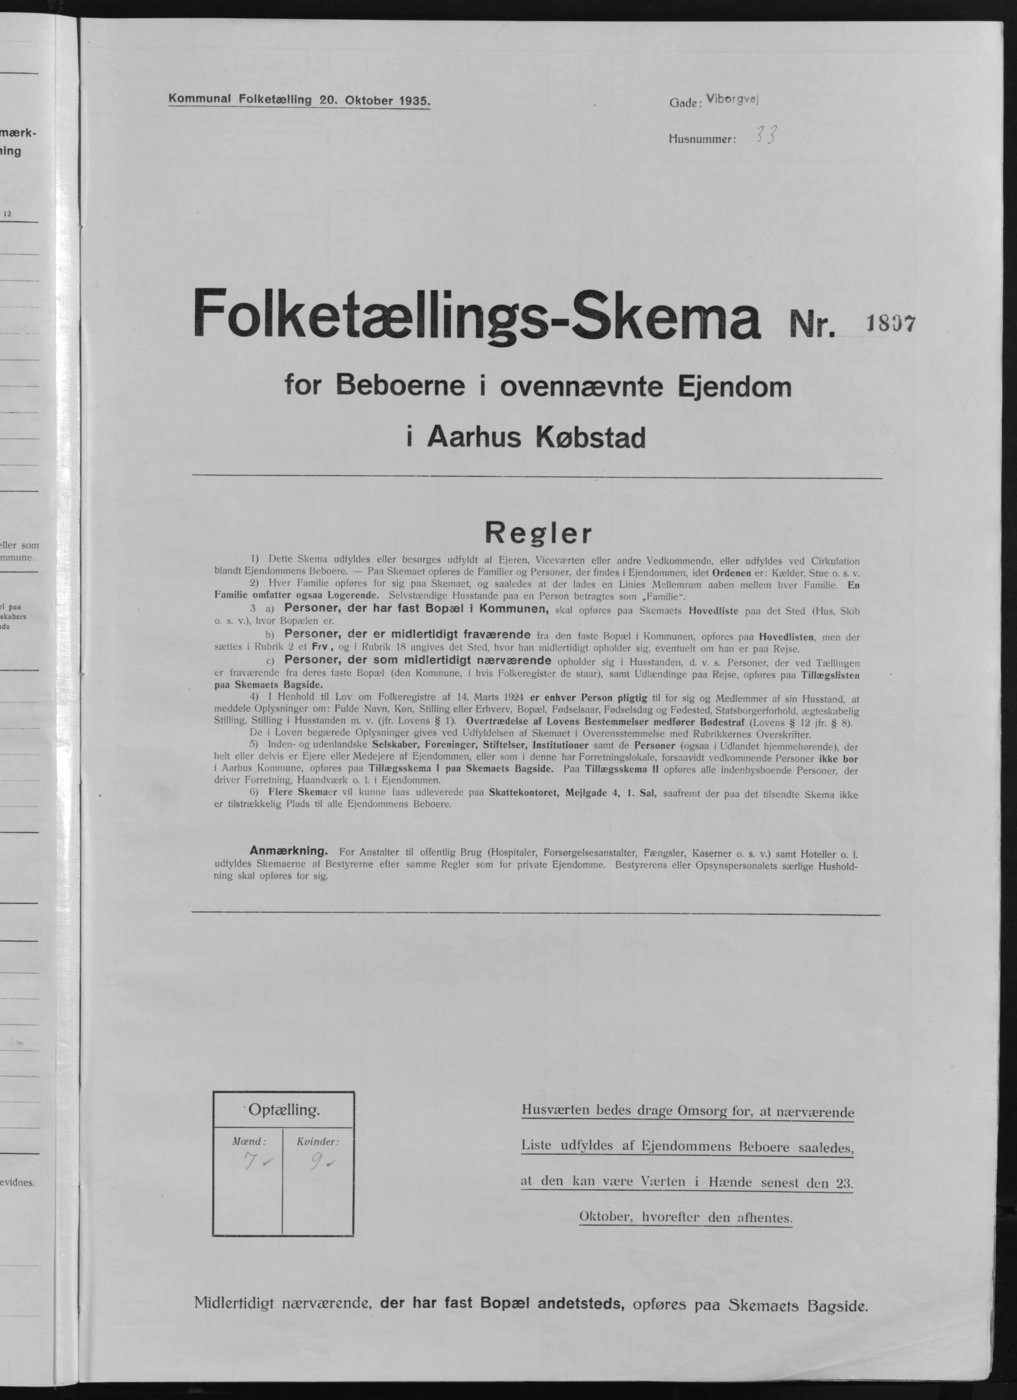 mærk-
ning
12
eller som
mmune.
el paa
skabers
de
evidnes.
Kommunal Folketælling 20. Oktober 1935.
Gade: Viborgvej
Husnummer: 33
Folketællings-Skema Nr. 1897
for Beboerne i ovennævnte Ejendom
i Aarhus Købstad
Regler
1) Dette Skema udfyldes eller besørges udfyldt af Ejeren, Viceværten eller andre Vedkommende, eller udfyldes ved Cirkulation
blandt Ejendommens Beboere. — Paa Skemaet opføres de Familier og Personer, der findes i Ejendommen, idet Ordenen er: Kælder, Stue o. s. v.
2) Hver Familie opføres for sig paa Skemaet, og saaledes at der lades en Linies Mellemrum aaben mellem hver Familie. En
Familie omfatter ogsaa Logerende. Selvstændige Husstande paa en Person betragtes som „Familie“.
3 a) Personer, der har fast Bopæl i Kommunen, skal opføres paa Skemaets Hovedliste paa det Sted (Hus, Skib
o. s. v.), hvor Bopælen er.
b) Personer, der er midlertidigt fraværende fra den faste Bopæl i Kommunen, opføres paa Hovedlisten, men der
sættes i Rubrik 2 et Frv., og i Rubrik 18 angives det Sted, hvor han midlertidigt opholder sig, eventuelt om han er paa Rejse.
c) Personer, der som midlertidigt nærværende opholder sig i Husstanden, d. v. s. Personer, der ved Tællingen
er fraværende fra deres faste Bopæl (den Kommune, i hvis Folkeregister de staar), samt Udlændinge paa Rejse, opføres paa Tillægslisten
paa Skemaets Bagside.
4) I Henhold til Lov om Folkeregistre af 14. Marts 1924 er enhver Person pligtig til for sig og Medlemmer af sin Husstand, at
meddele Oplysninger om: Fulde Navn, Køn, Stilling eller Erhverv, Bopæl, Fødselsaar, Fødselsdag og Fødested, Statsborgerforhold, ægteskabelig
Stilling, Stilling i Husstanden m. v. (jfr. Lovens § 1). Overtrædelse af Lovens Bestemmelser medfører Bødestraf (Lovens § 12 jfr. § 8).
De i Loven begærede Oplysninger gives ved Udfyldelsen af Skemaet i Overensstemmelse med Rubrikkernes Overskrifter.
5) Inden- og udenlandske Selskaber, Foreninger, Stiftelser, Institutioner samt de Personer (ogsaa i Udlandet hjemmehørende), der
helt eller delvis er Ejere eller Medejere af Ejendommen, eller som i denne har Forretningslokale, forsaavidt vedkommende Personer ikke bor
i Aarhus Kommune, opføres paa Tillægsskema I paa Skemaets Bagside. Paa Tillægsskema II opføres alle indenbysboende Personer, der
driver Forretning, Haandværk o. l. i Ejendommen.
6) Flere Skemaer vil kunne faas udleverede paa Skattekontoret, Mejlgade 4, 1. Sal, saafremt der paa det tilsendte Skema ikke
er tilstrækkelig Plads til alle Ejendommens Beboere.
Anmærkning. For Anstalter til offentlig Brug (Hospitaler, Forsørgelsesanstalter, Fængsler, Kaserner o. s. v.) samt Hoteller o. l.
udfyldes Skemaerne af Bestyrerne efter samme Regler som for private Ejendomme. Bestyrerens eller Opsynspersonalets særlige Hushold-
ning skal opføres for sig.
Optælling.
Mænd: Kvinder:
7 9
Husværten bedes drage Omsorg for, at nærværende
Liste udfyldes af Ejendommens Beboere saaledes,
at den kan være Værten i Hænde senest den 23.
Oktober, hvorefter den afhentes.
Midlertidigt nærværende, der har fast Bopæl andetsteds, opføres paa Skemaets Bagside.